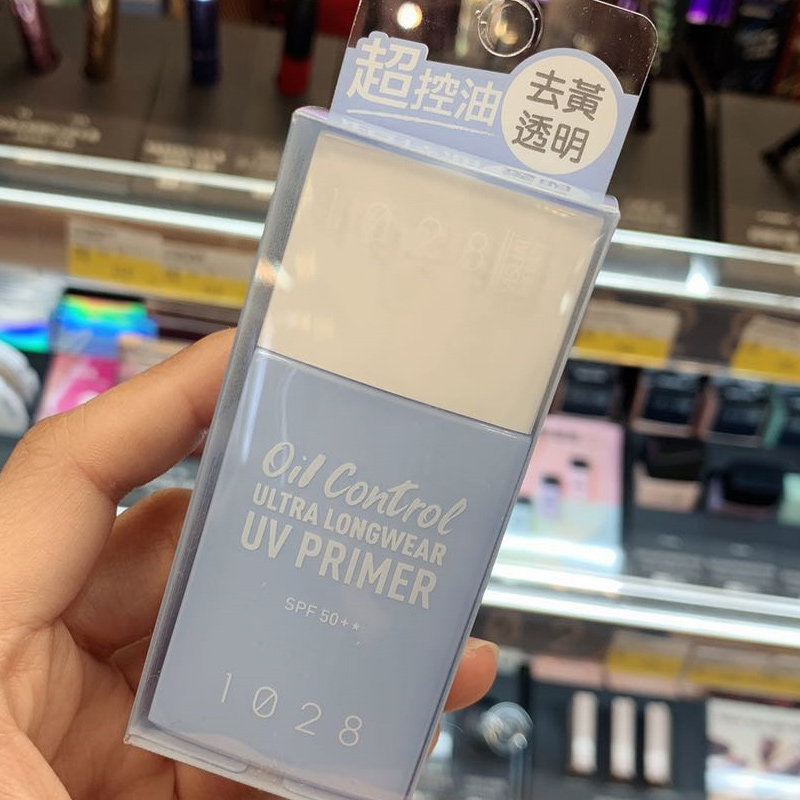 超控油
去黃
透明
1028
Oil Control
ULTRA LONGWEAR
UV PRIMER
SPF 50+★
1028